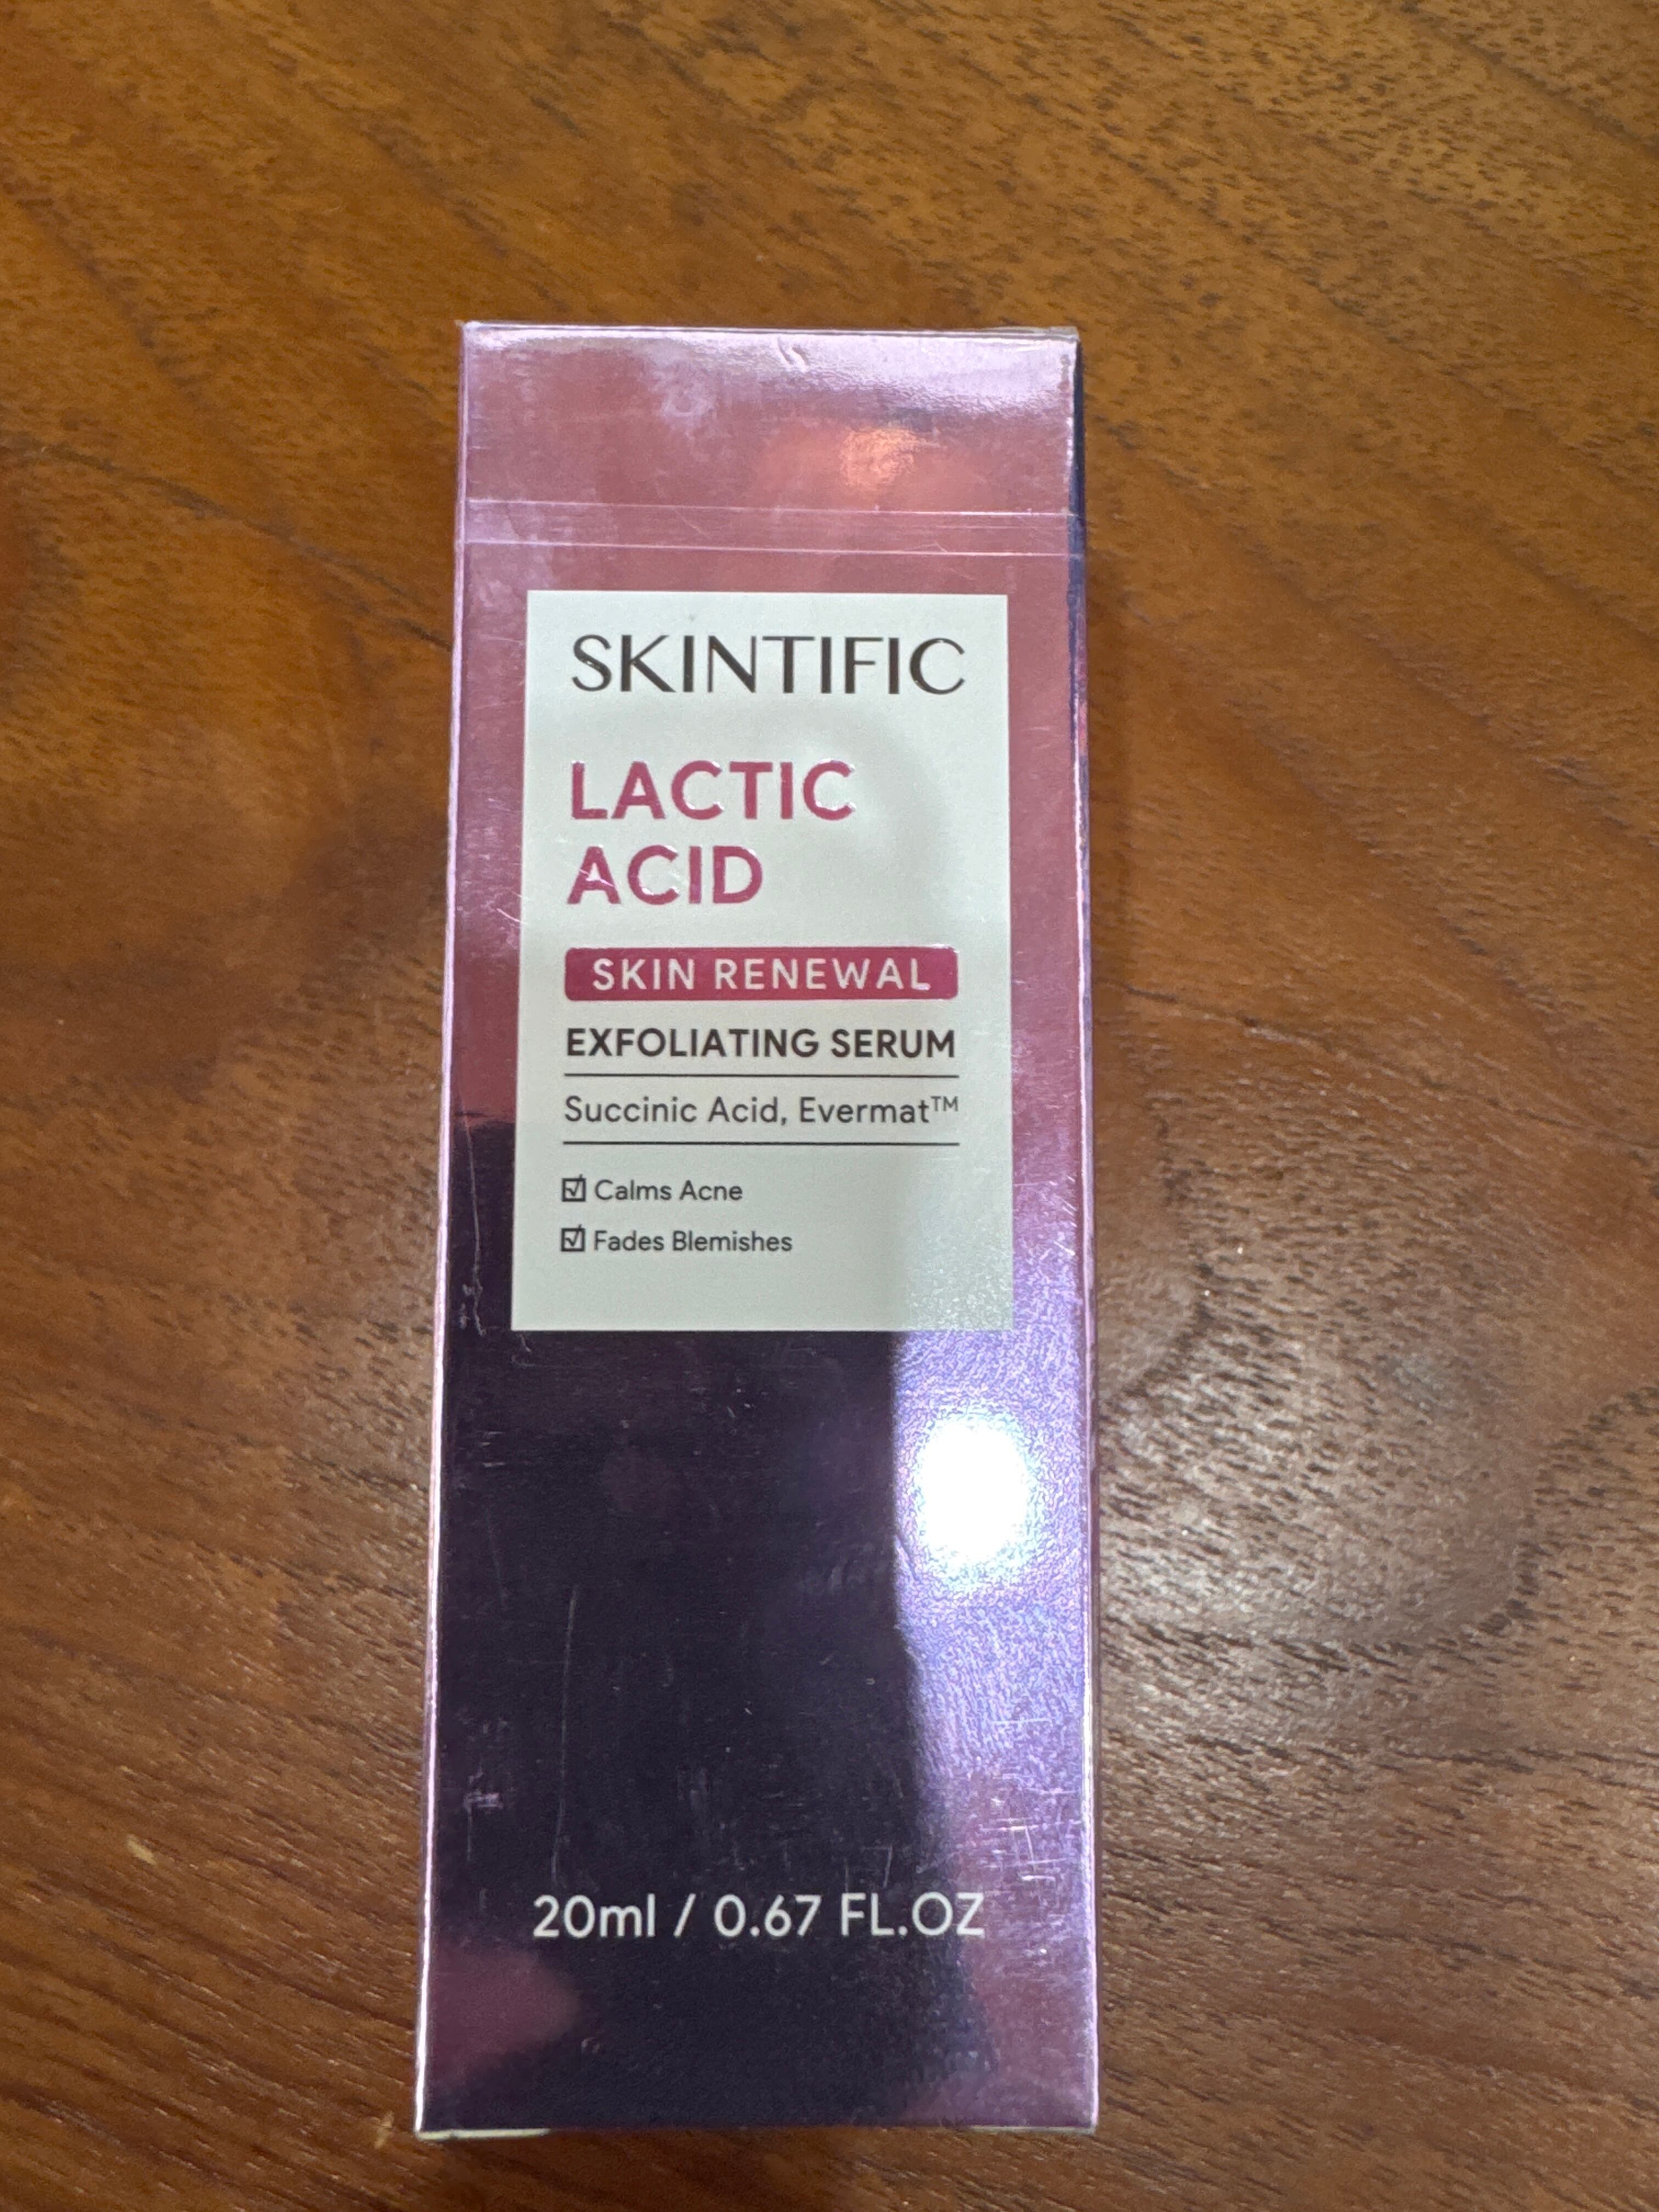 SKINTIFIC
LACTIC
ACID
SKIN RENEWAL
EXFOLIATING SERUM
Succinic Acid, Evermat™
☑ Calms Acne
☑ Fades Blemishes
20ml / 0.67 FL.OZ